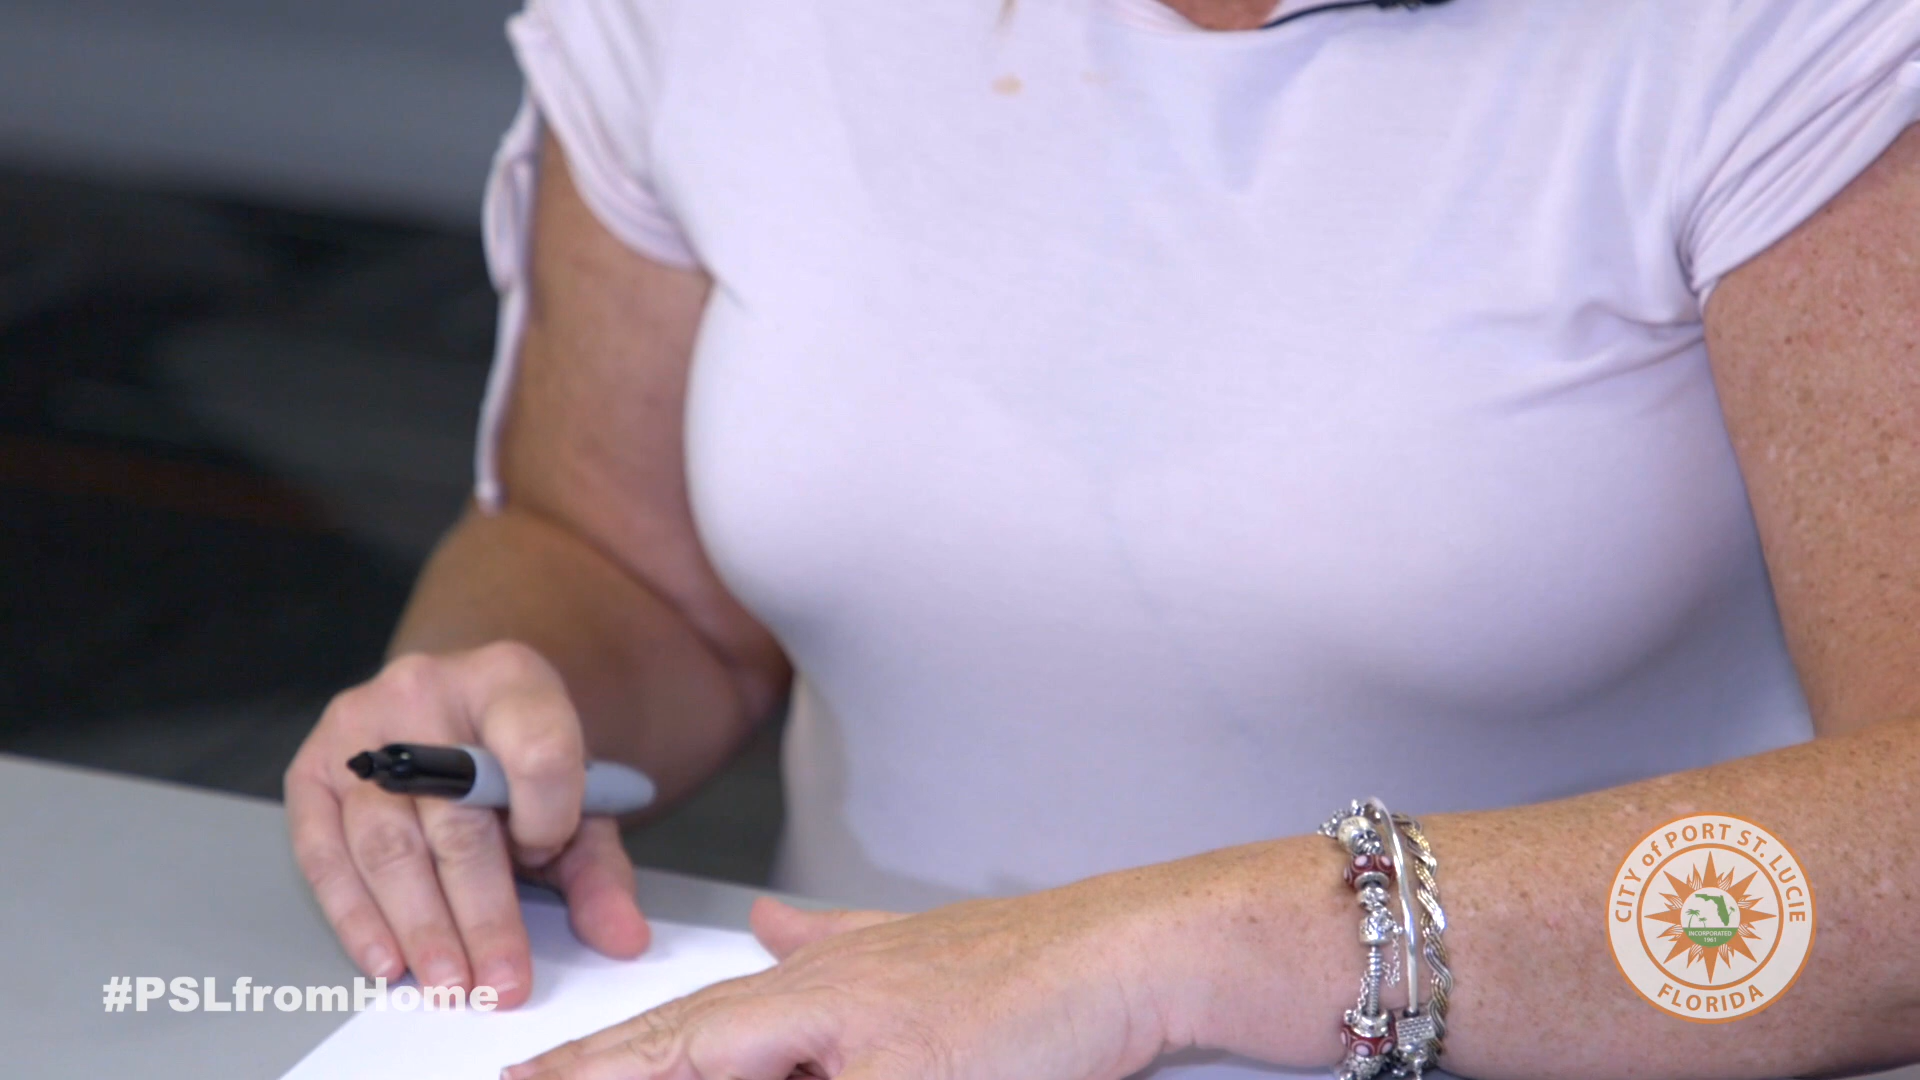 #PSLfromHome
CITY of PORT ST. LUCIE
INCORPORATED
1961
FLORIDA